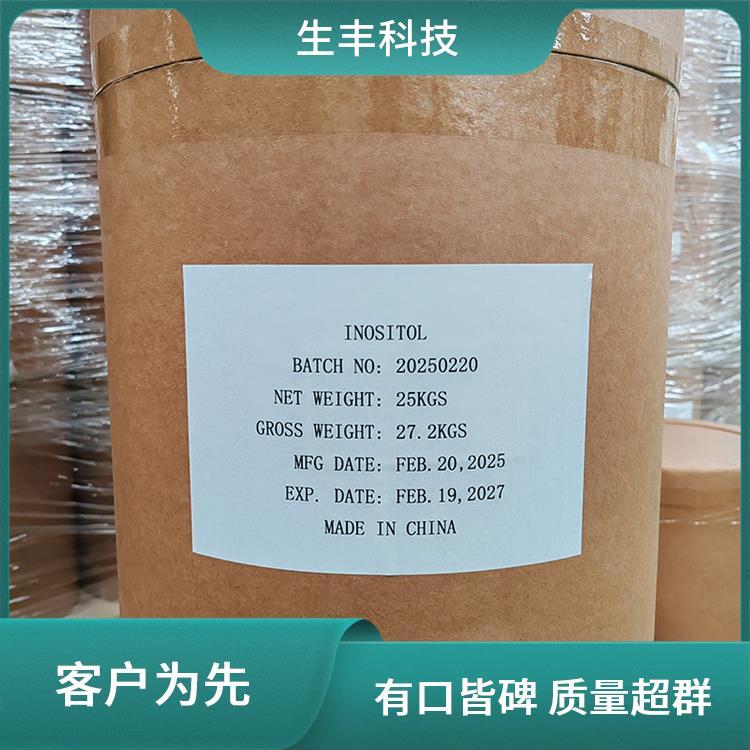 生丰科技
INOSITOL
BATCH NO: 20250220
NET WEIGHT: 25KGS
GROSS WEIGHT: 27.2KGS
MFG DATE: FEB.20,2025
EXP. DATE: FEB.19,2027
MADE IN CHINA
客户为先
有口皆碑 质量超群